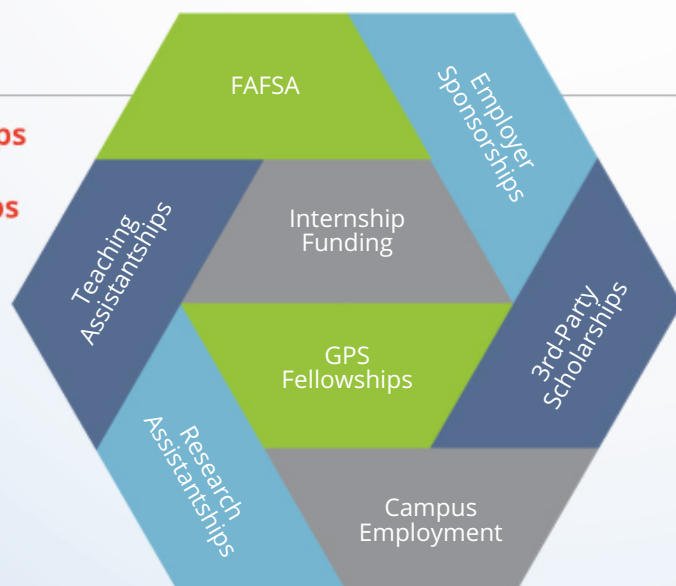 FAFSA
Employer
Sponsorships
Teaching
Assistantships
Internship
Funding
GPS
Fellowships
3rd-Party
Scholarships
Research
Assistantships
Campus
Employment